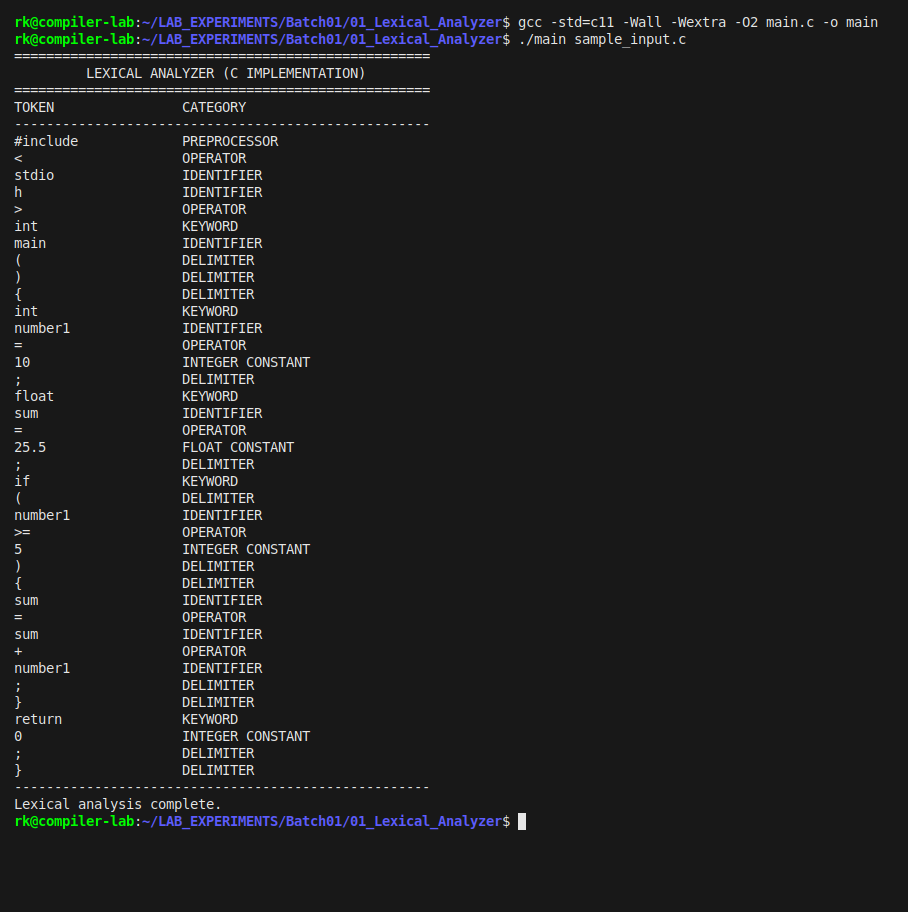 rk@compiler-lab:~/LAB_EXPERIMENTS/Batch01/01_Lexical_Analyzer$ gcc -std=c11 -Wall -Wextra -O2 main.c -o main
rk@compiler-lab:~/LAB_EXPERIMENTS/Batch01/01_Lexical_Analyzer$ ./main sample_input.c
====================================================
         LEXICAL ANALYZER (C IMPLEMENTATION)
====================================================
TOKEN                CATEGORY
----------------------------------------------------
#include             PREPROCESSOR
<                    OPERATOR
stdio                IDENTIFIER
h                    IDENTIFIER
>                    OPERATOR
int                  KEYWORD
main                 IDENTIFIER
(                    DELIMITER
)                    DELIMITER
{                    DELIMITER
int                  KEYWORD
number1              IDENTIFIER
=                    OPERATOR
10                   INTEGER CONSTANT
;                    DELIMITER
float                KEYWORD
sum                  IDENTIFIER
=                    OPERATOR
25.5                 FLOAT CONSTANT
;                    DELIMITER
if                   KEYWORD
(                    DELIMITER
number1              IDENTIFIER
>=                   OPERATOR
5                    INTEGER CONSTANT
)                    DELIMITER
{                    DELIMITER
sum                  IDENTIFIER
=                    OPERATOR
sum                  IDENTIFIER
+                    OPERATOR
number1              IDENTIFIER
;                    DELIMITER
}                    DELIMITER
return               KEYWORD
0                    INTEGER CONSTANT
;                    DELIMITER
}                    DELIMITER
----------------------------------------------------
Lexical analysis complete.
rk@compiler-lab:~/LAB_EXPERIMENTS/Batch01/01_Lexical_Analyzer$